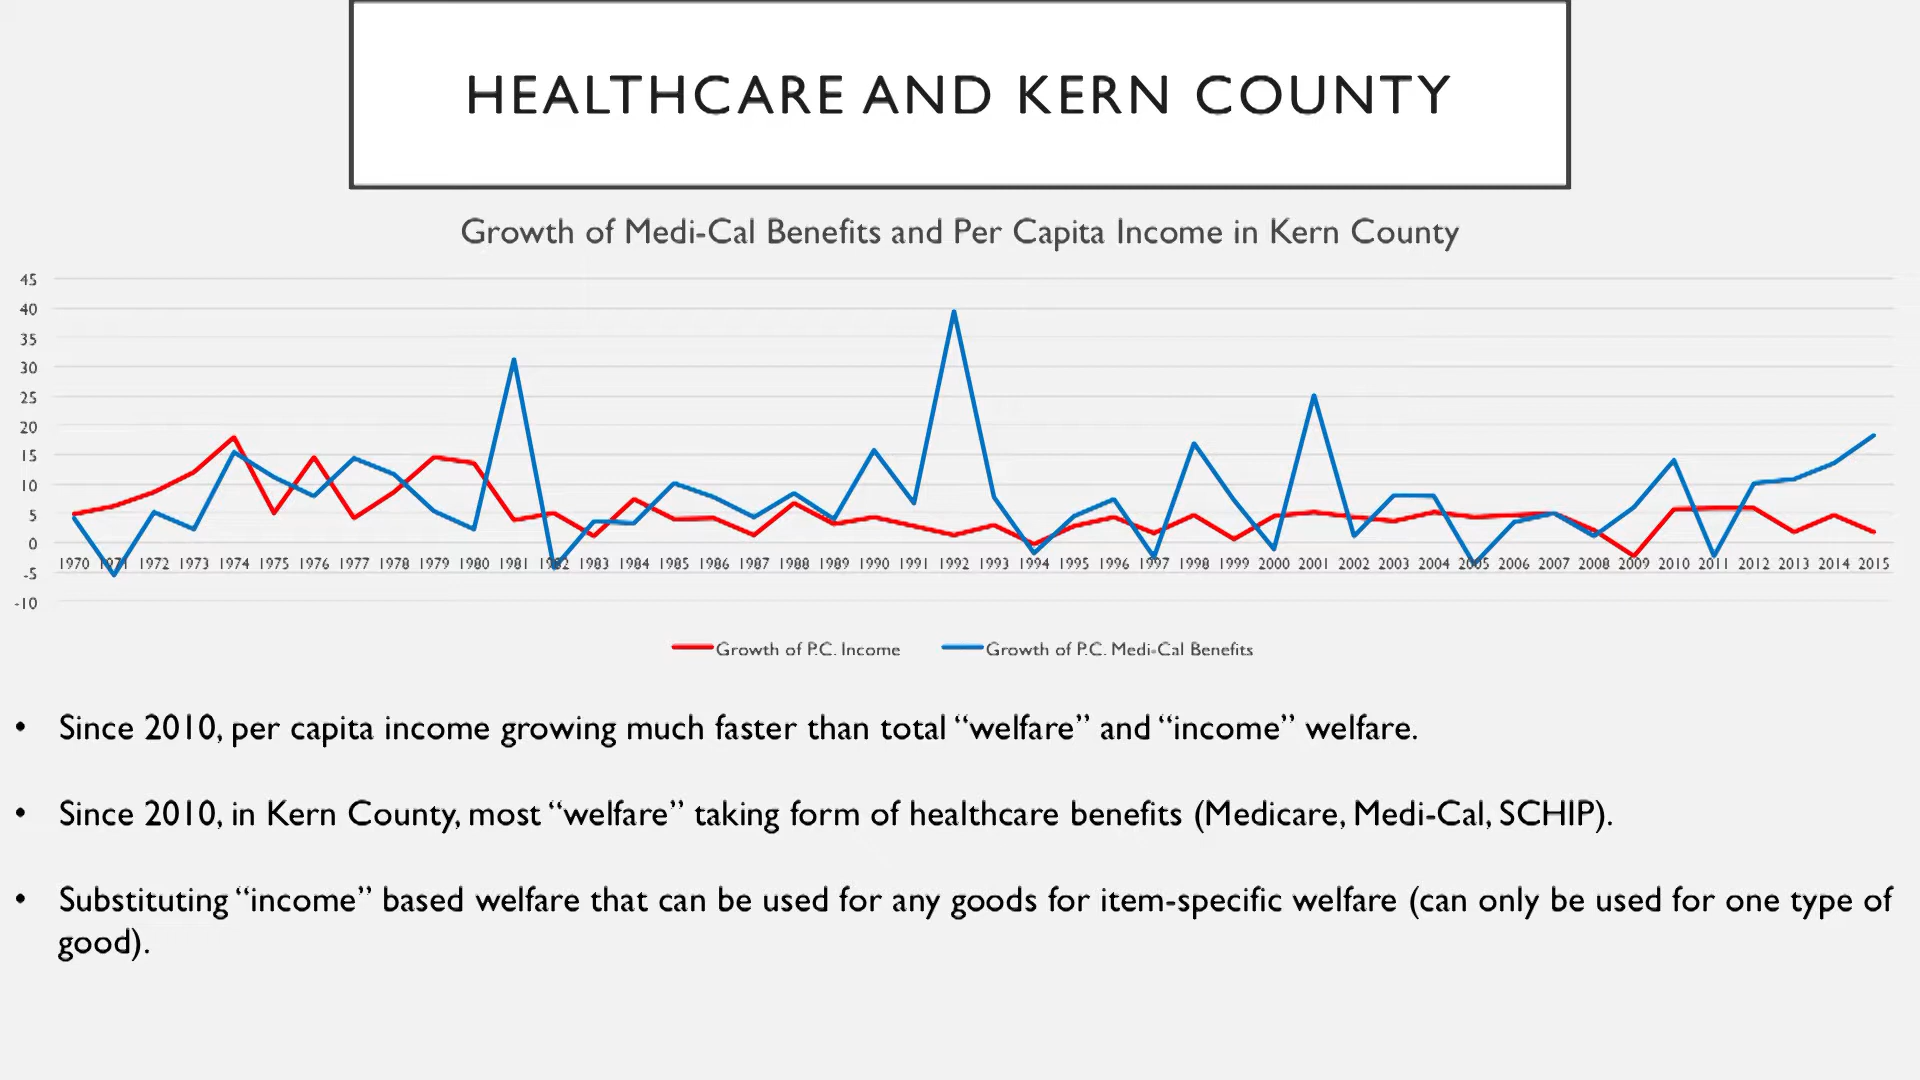 HEALTHCARE AND KERN COUNTY
Growth of Medi-Cal Benefits and Per Capita Income in Kern County
45
40
35
30
25
20
15
10
5
0
-5
-10
1970 1971 1972 1973 1974 1975 1976 1977 1978 1979 1980 1981 1982 1983 1984 1985 1986 1987 1988 1989 1990 1991 1992 1993 1994 1995 1996 1997 1998 1999 2000 2001 2002 2003 2004 2005 2006 2007 2008 2009 2010 2011 2012 2013 2014 2015
Growth of P.C. Income Growth of P.C. Medi-Cal Benefits
• Since 2010, per capita income growing much faster than total “welfare” and “income” welfare.
• Since 2010, in Kern County, most “welfare” taking form of healthcare benefits (Medicare, Medi-Cal, SCHIP).
• Substituting “income” based welfare that can be used for any goods for item-specific welfare (can only be used for one type of
good).